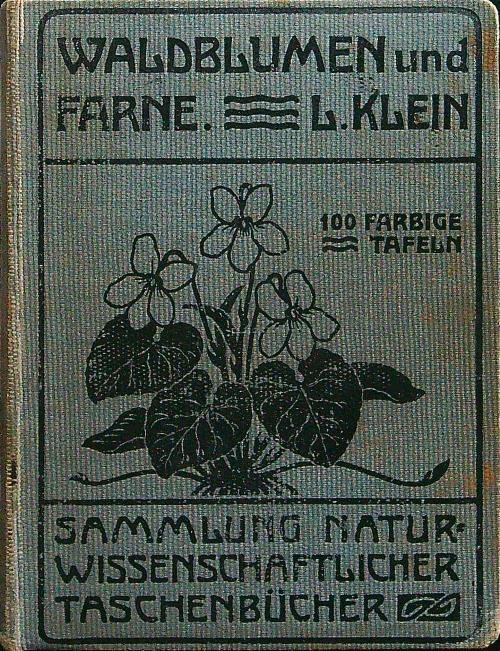 WALDBLUMEN und
FARNE. L. KLEIN
100 FARBIGE
TAFELN
SAMMLUNG NATUR=
WISSENSCHAFTLICHER
TASCHENBÜCHER